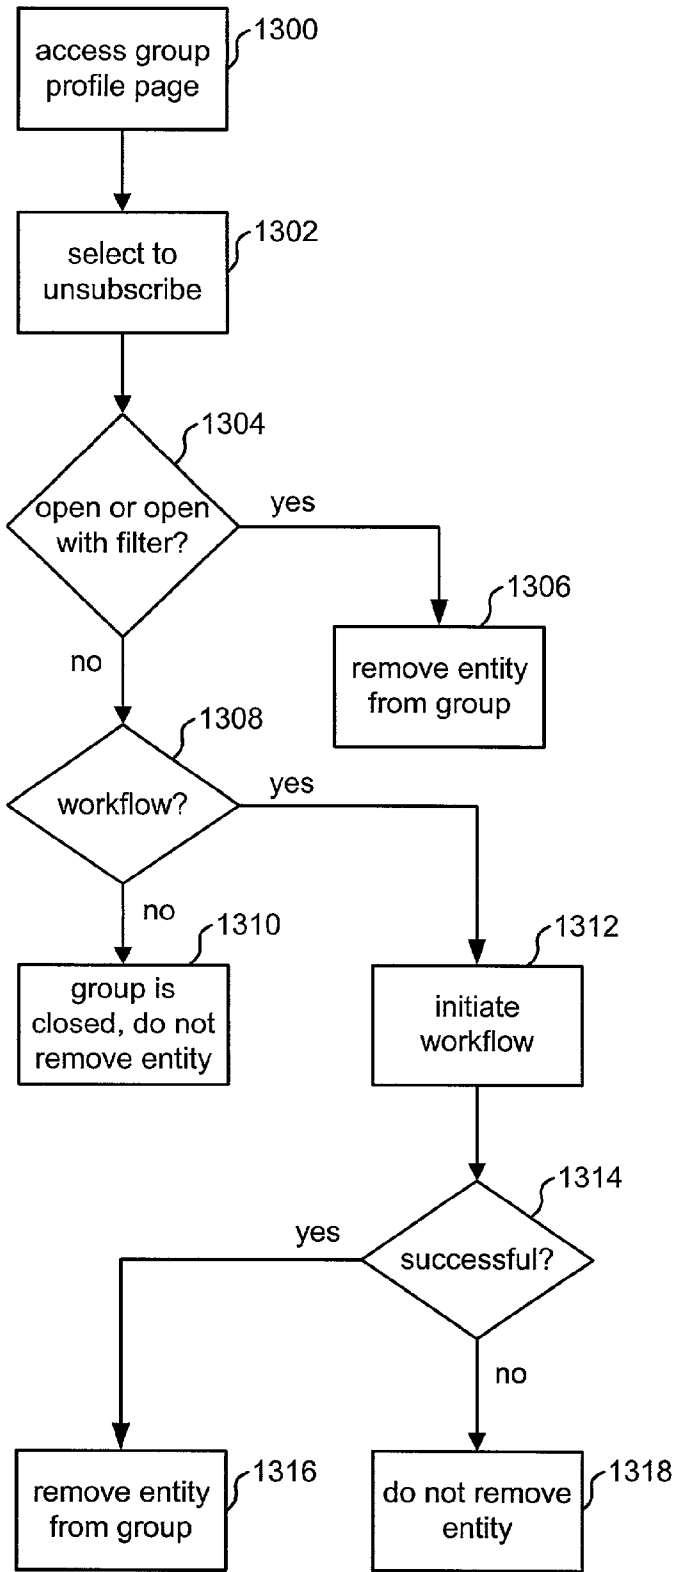 1300
access group
profile page
1302
select to
unsubscribe
1304
open or open
with filter?
yes
1306
remove entity
from group
no
1308
workflow?
yes
no
1310
group is
closed, do not
remove entity
1312
initiate
workflow
1314
successful?
yes
no
1316
remove entity
from group
1318
do not remove
entity